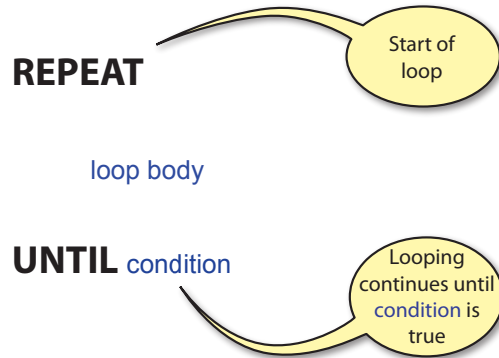 Start of
loop
REPEAT
loop body
UNTIL condition
Looping
continues until
condition is
true